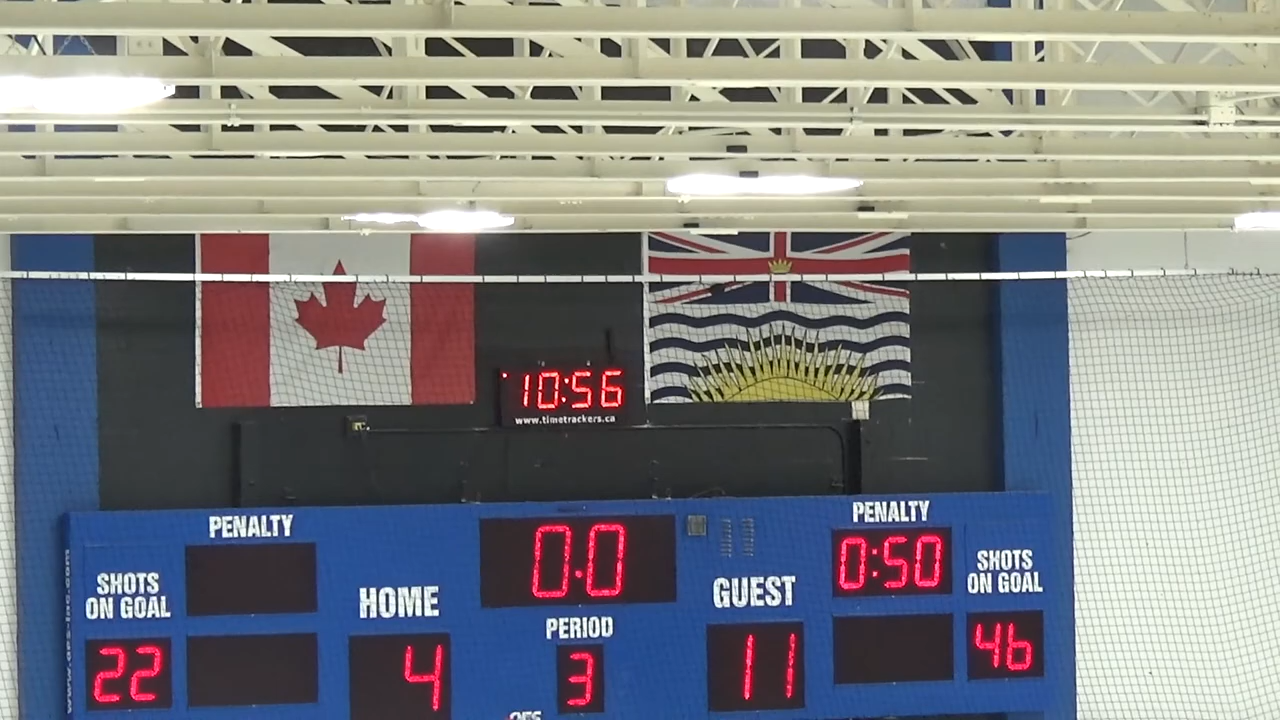 10:56
www.timetrackers.ca
PENALTY
0.0
PENALTY
0:50
SHOTS
ON GOAL
HOME
GUEST
SHOTS
ON GOAL
PERIOD
22
4
3
11
46